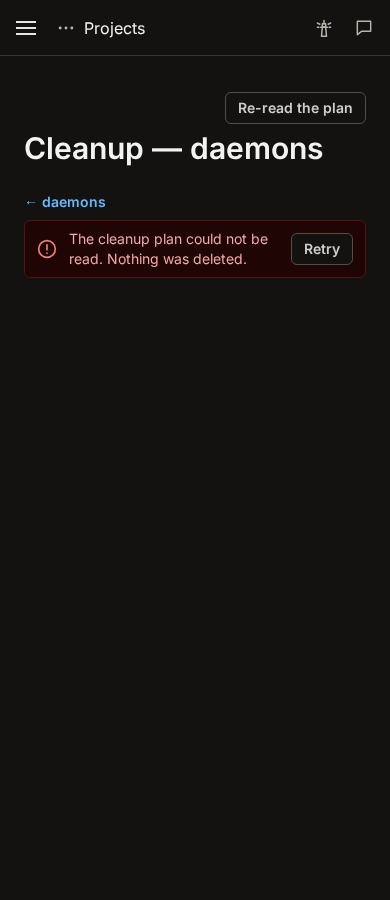 Projects
Re-read the plan
Cleanup — daemons
← daemons
The cleanup plan could not be
read. Nothing was deleted.
Retry